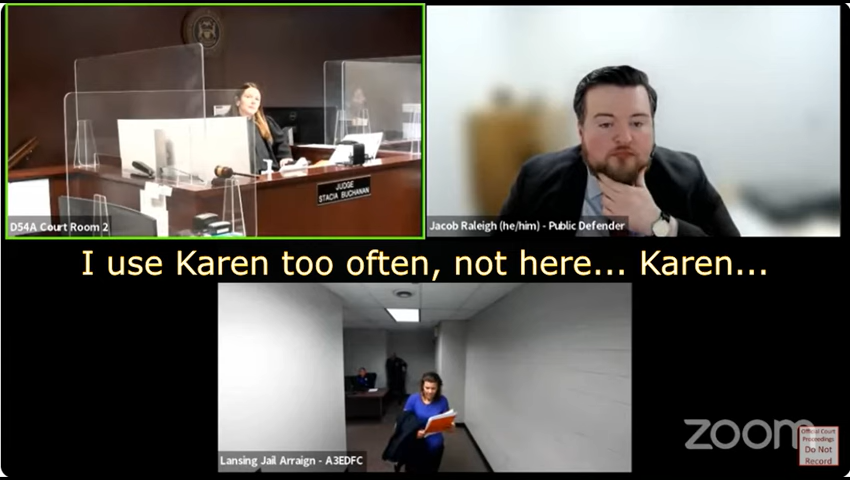 JUDGE
STACIA BUCHANAN
D54A Court Room 2
Jacob Raleigh (he/him) - Public Defender
I use Karen too often, not here... Karen...
Lansing Jail Arraign - A3EDFC
zoom
Official Court
Proceedings
Do Not
Record